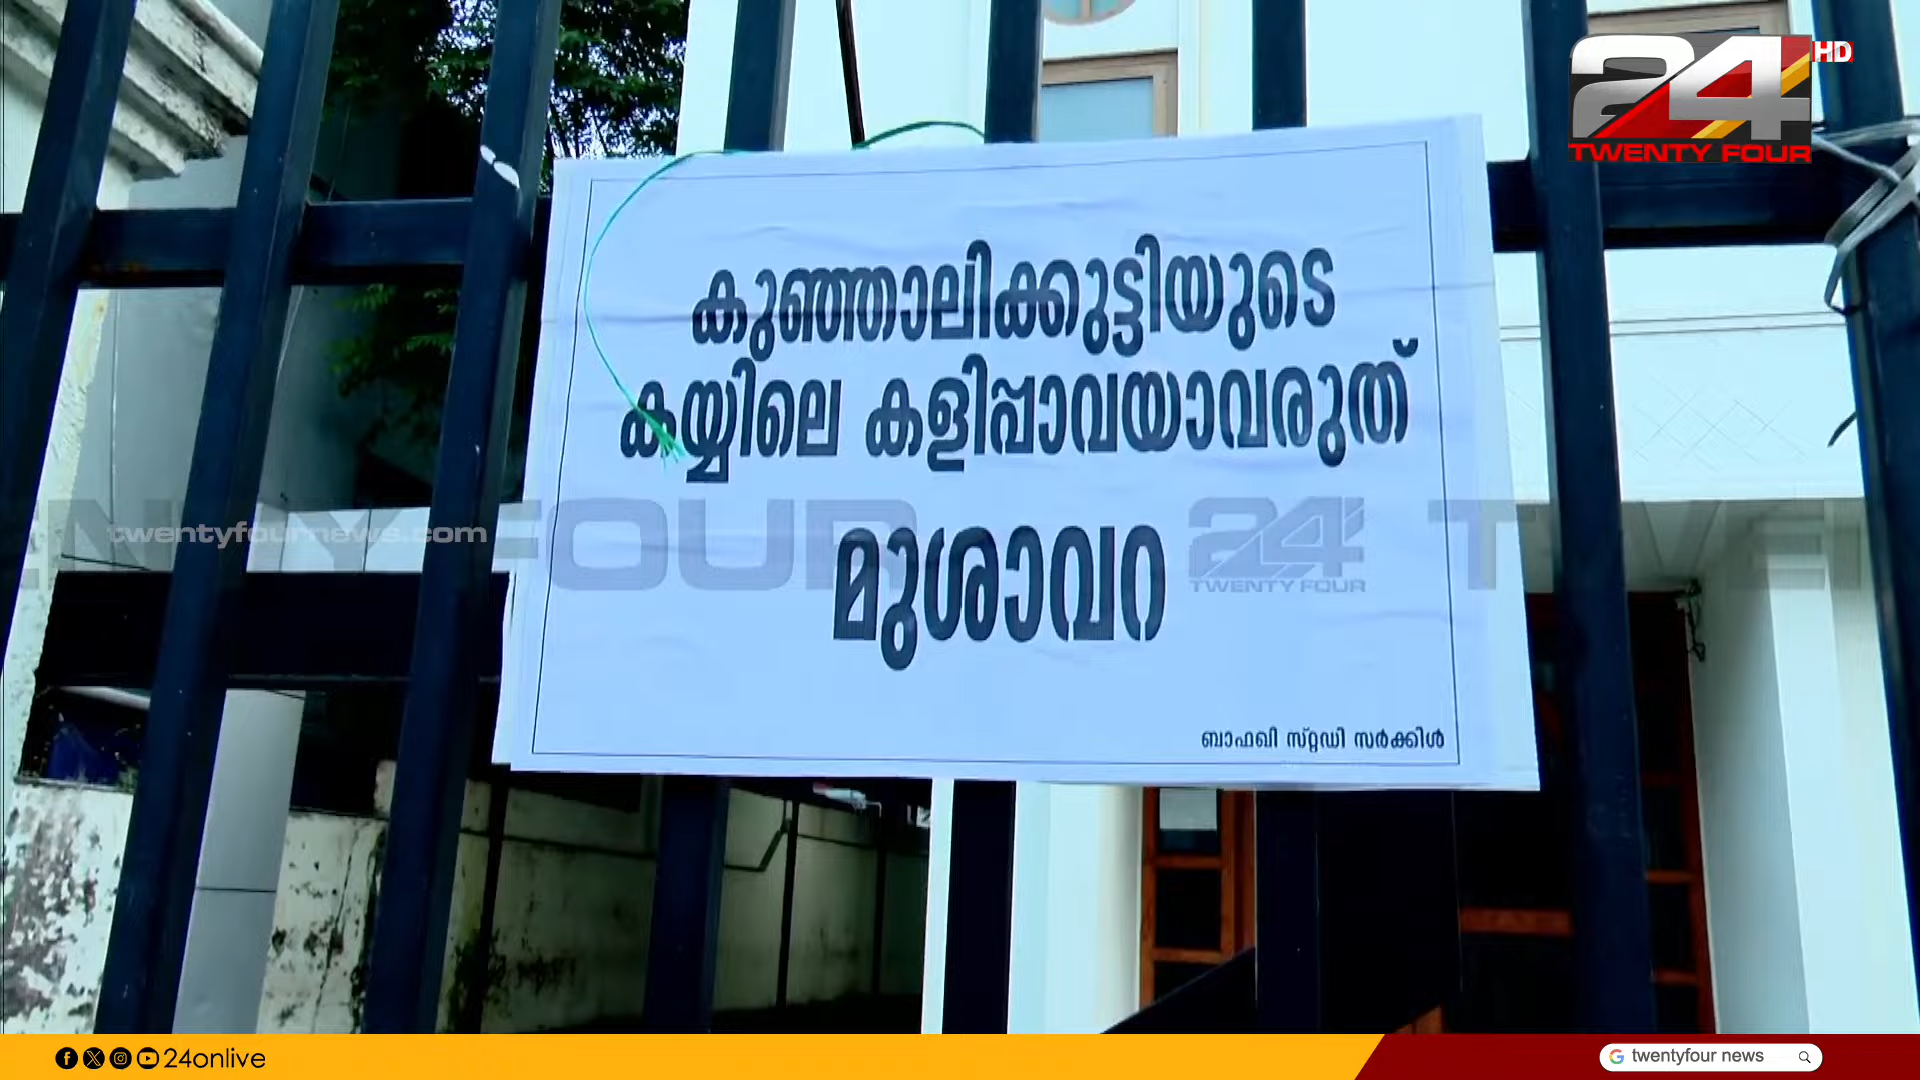 24 HD
TWENTY FOUR
കുഞ്ഞാലിക്കുട്ടിയുടെ
കയ്യിലെ കളിപ്പാവയാവരുത്
മുശാവറ
ബാഫഖി സ്റ്റഡി സർക്കിൾ
twentyfournews.com
FOUR
24
TWENTY FOUR
24onlive
twentyfour news